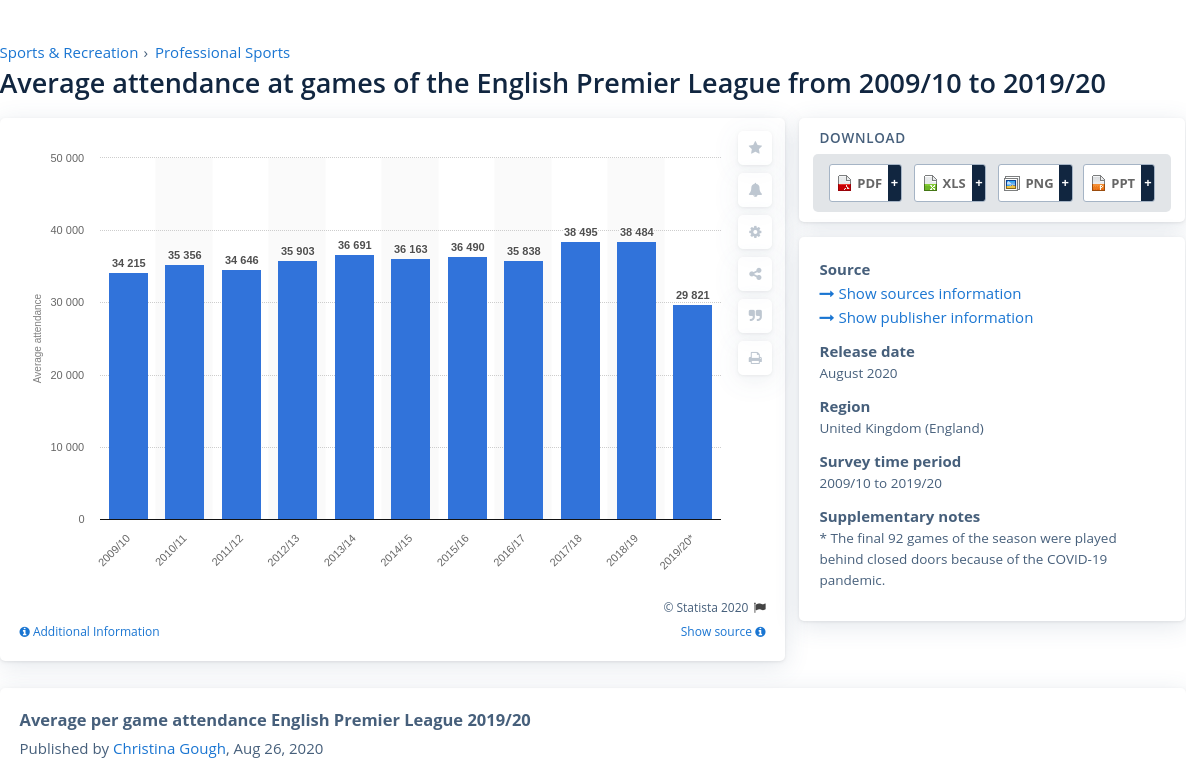 Sports & Recreation › Professional Sports
Average attendance at games of the English Premier League from 2009/10 to 2019/20
50 000
40 000
30 000
20 000
10 000
0
Average attendance
34 215
35 356
34 646
35 903
36 691
36 163
36 490
35 838
38 495
38 484
29 821
2009/10
2010/11
2011/12
2012/13
2013/14
2014/15
2015/16
2016/17
2017/18
2018/19
2019/20*
© Statista 2020
Additional Information
Show source
DOWNLOAD
PDF + XLS + PNG + PPT +
Source
Show sources information
Show publisher information
Release date
August 2020
Region
United Kingdom (England)
Survey time period
2009/10 to 2019/20
Supplementary notes
* The final 92 games of the season were played
behind closed doors because of the COVID-19
pandemic.
Average per game attendance English Premier League 2019/20
Published by Christina Gough, Aug 26, 2020